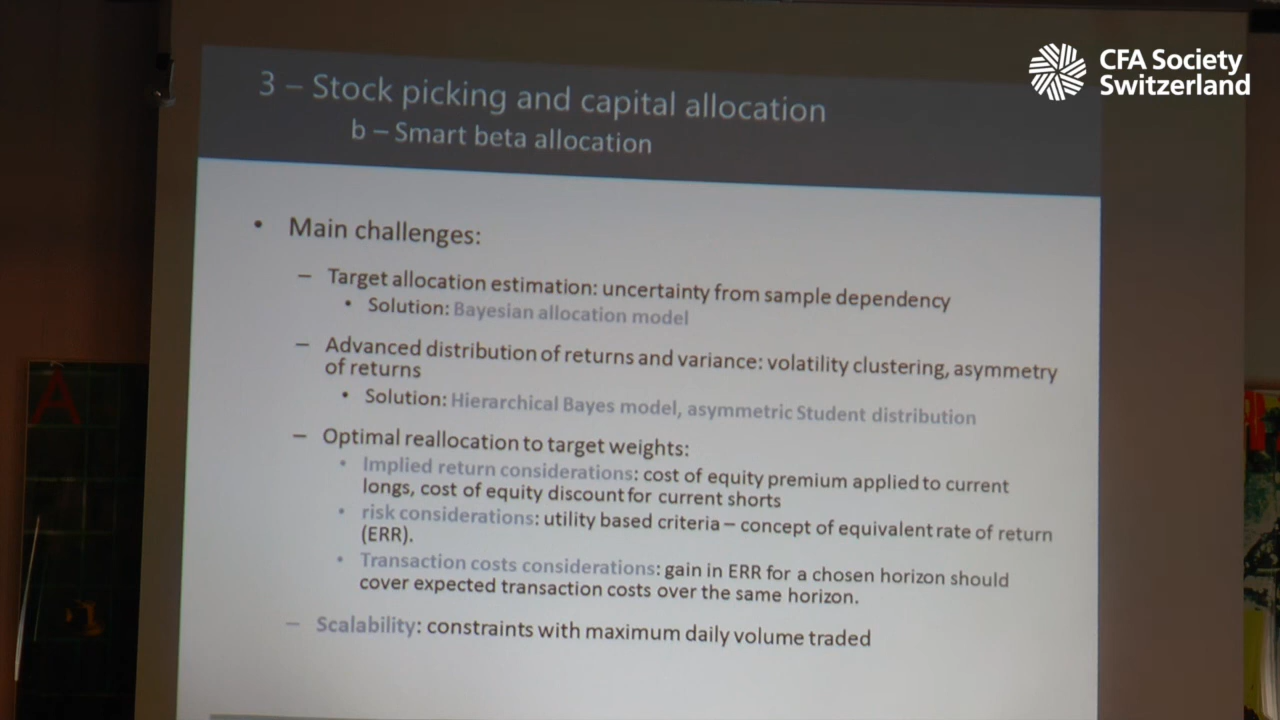 CFA Society
Switzerland
3 – Stock picking and capital allocation
b – Smart beta allocation
• Main challenges:
– Target allocation estimation: uncertainty from sample dependency
• Solution: Bayesian allocation model
– Advanced distribution of returns and variance: volatility clustering, asymmetry
of returns
• Solution: Hierarchical Bayes model, asymmetric Student distribution
– Optimal reallocation to target weights:
• Implied return considerations: cost of equity premium applied to current
longs, cost of equity discount for current shorts
• risk considerations: utility based criteria – concept of equivalent rate of return
(ERR).
• Transaction costs considerations: gain in ERR for a chosen horizon should
cover expected transaction costs over the same horizon.
– Scalability: constraints with maximum daily volume traded
A